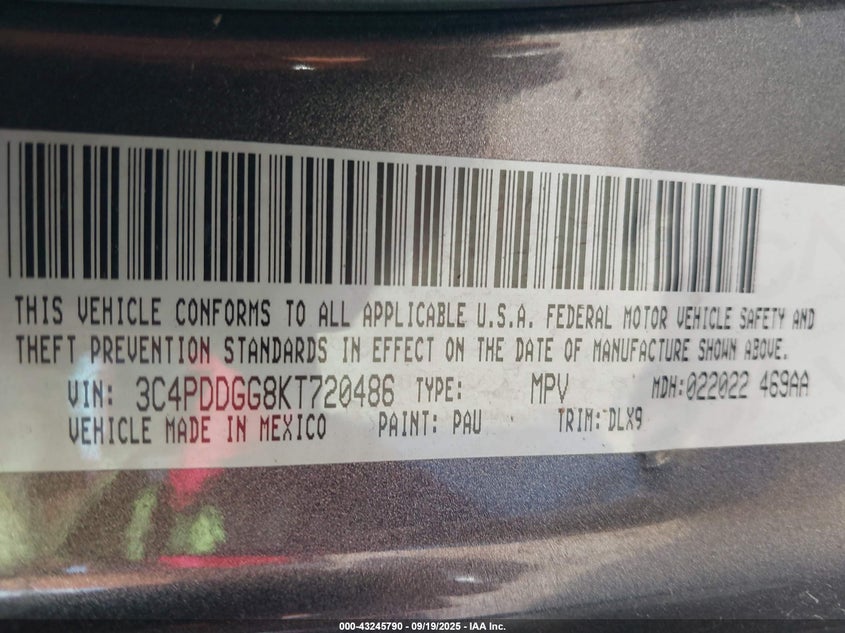 THIS VEHICLE CONFORMS TO ALL APPLICABLE U.S.A. FEDERAL MOTOR VEHICLE SAFETY AND
THEFT PREVENTION STANDARDS IN EFFECT ON THE DATE OF MANUFACTURE SHOWN ABOVE.
VIN: 3C4PDDGG8KT720486 TYPE: MPV MDH:022022 469AA
VEHICLE MADE IN MEXICO PAINT: PAU TRIM:DLX9
000-43245790 - 09/19/2025 - IAA Inc.